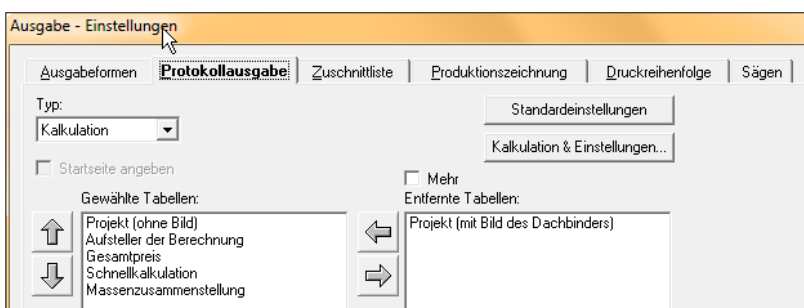 Ausgabe - Einstellungen
Ausgabeformen Protokollausgabe Zuschnittliste Produktionszeichnung Druckreihenfolge Sägen
Typ:
Kalkulation
Standardeinstellungen
Kalkulation & Einstellungen...
Startseite angeben
Mehr
Gewählte Tabellen:
Projekt (ohne Bild)
Aufsteller der Berechnung
Gesamtpreis
Schnellkalkulation
Massenzusammenstellung
Entfernte Tabellen:
Projekt (mit Bild des Dachbinders)